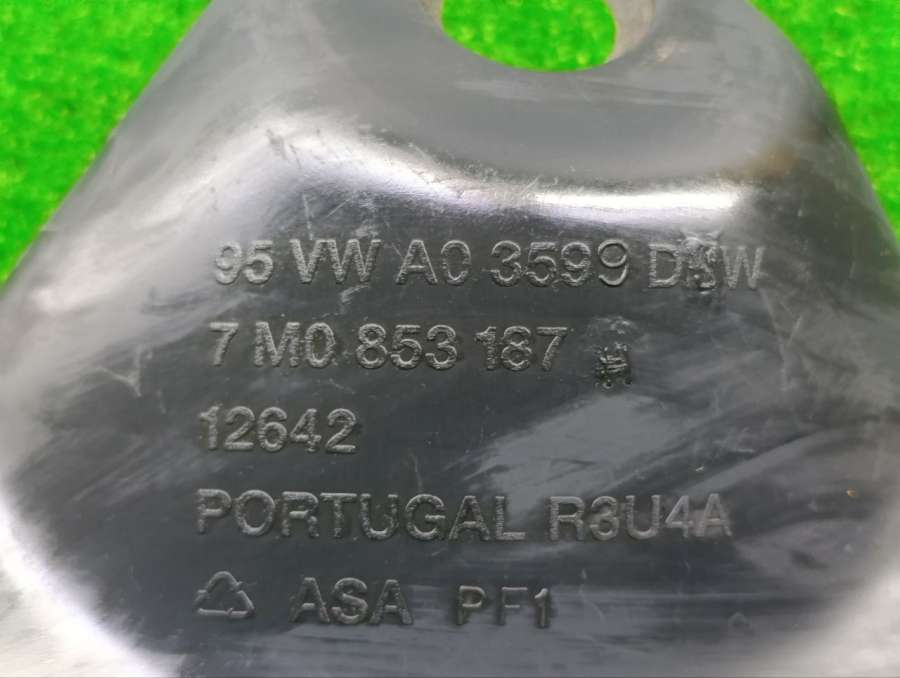 95 VW A0 3599 DSW
7 M0 853 187
12642
PORTUGAL R3U4A
ASA PF1